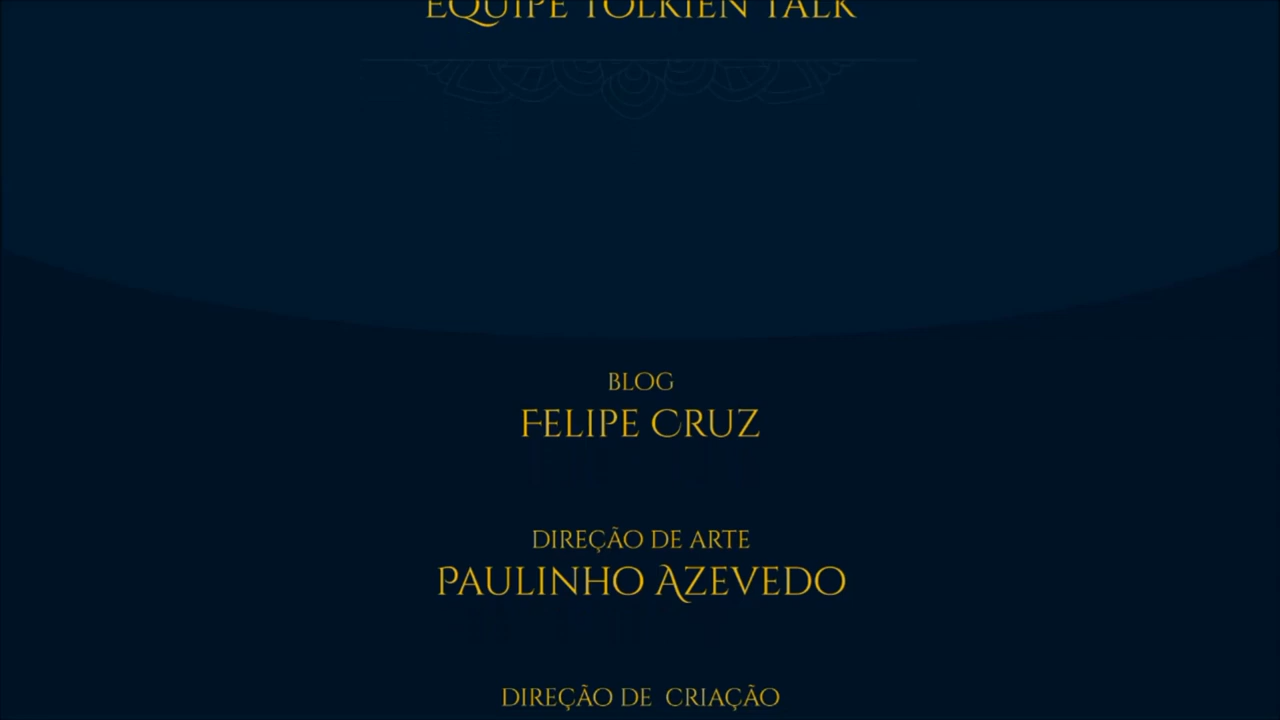 EQUIPE TOLKIEN TALK
BLOG
FELIPE CRUZ
DIREÇÃO DE ARTE
PAULINHO AZEVEDO
DIREÇÃO DE CRIAÇÃO